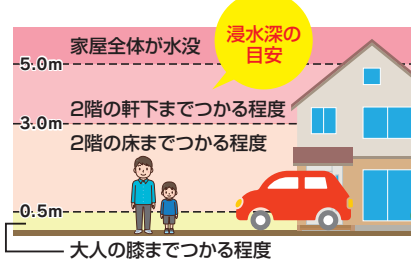 浸水深の
目安
家屋全体が水没
5.0m
2階の軒下までつかる程度
3.0m
2階の床までつかる程度
0.5m
大人の膝までつかる程度